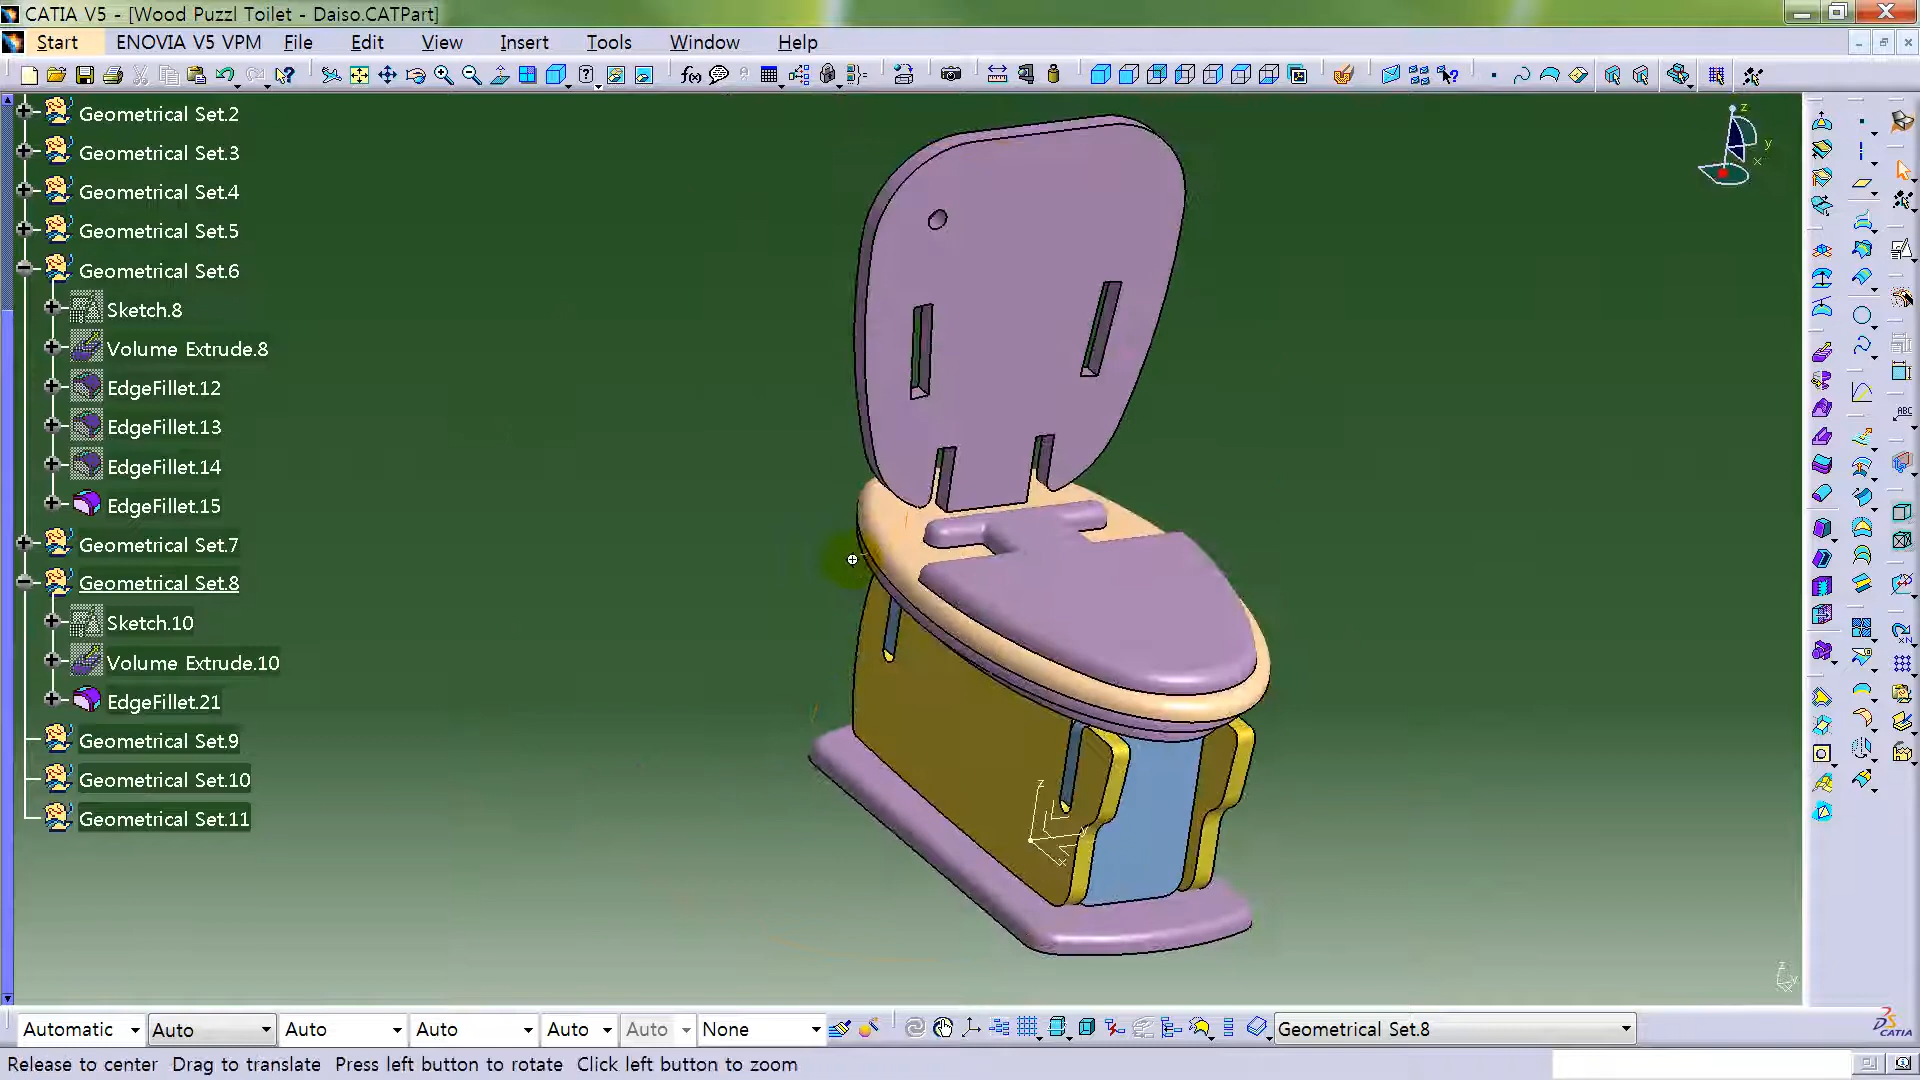 CATIA V5 - [Wood Puzzl Toilet - Daiso.CATPart]
Start ENOVIA V5 VPM File Edit View Insert Tools Window Help
Geometrical Set.2
Geometrical Set.3
Geometrical Set.4
Geometrical Set.5
Geometrical Set.6
Sketch.8
Volume Extrude.8
EdgeFillet.12
EdgeFillet.13
EdgeFillet.14
EdgeFillet.15
Geometrical Set.7
Geometrical Set.8
Sketch.10
Volume Extrude.10
EdgeFillet.21
Geometrical Set.9
Geometrical Set.10
Geometrical Set.11
z
y
x
z
Automatic Auto Auto Auto Auto Auto None Geometrical Set.8
CATIA
Release to center Drag to translate Press left button to rotate Click left button to zoom